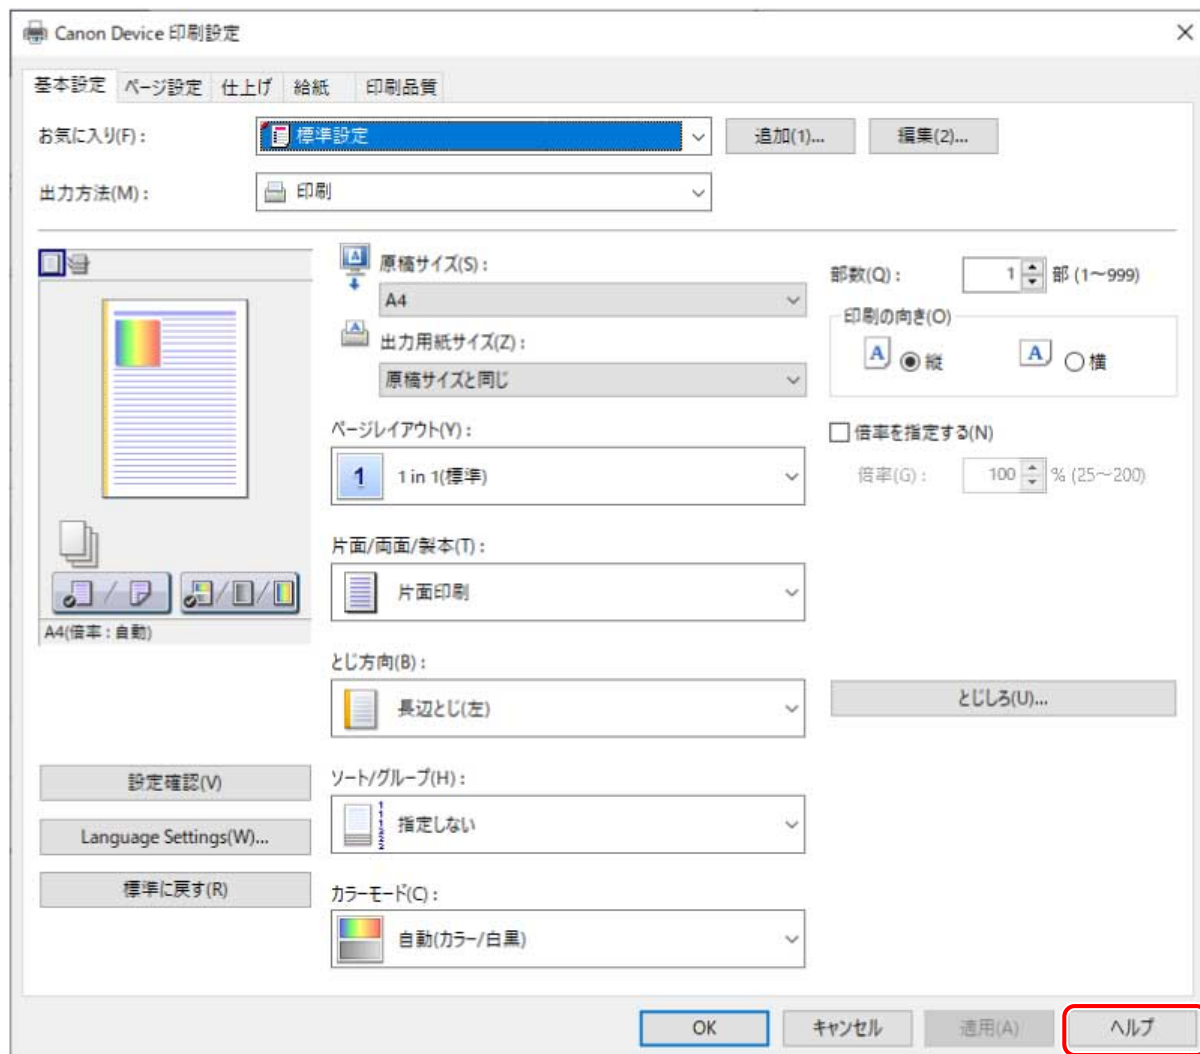 Canon Device 印刷設定
基本設定 ページ設定 仕上げ 給紙 印刷品質
お気に入り(F): 標準設定 追加(1)... 編集(2)...
出力方法(M): 印刷
原稿サイズ(S):
A4
出力用紙サイズ(Z):
原稿サイズと同じ
部数(Q): 1 部 (1～999)
印刷の向き(O)
A 縦 A 横
ページレイアウト(Y):
1 1 in 1(標準)
倍率を指定する(N)
倍率(G): 100 % (25～200)
片面/両面/製本(T):
片面印刷
A4(倍率:自動)
とじ方向(B):
長辺とじ(左)
とじしろ(U)...
設定確認(V)
Language Settings(W)...
標準に戻す(R)
ソート/グループ(H):
指定しない
カラーモード(C):
自動(カラー/白黒)
OK キャンセル 適用(A) ヘルプ